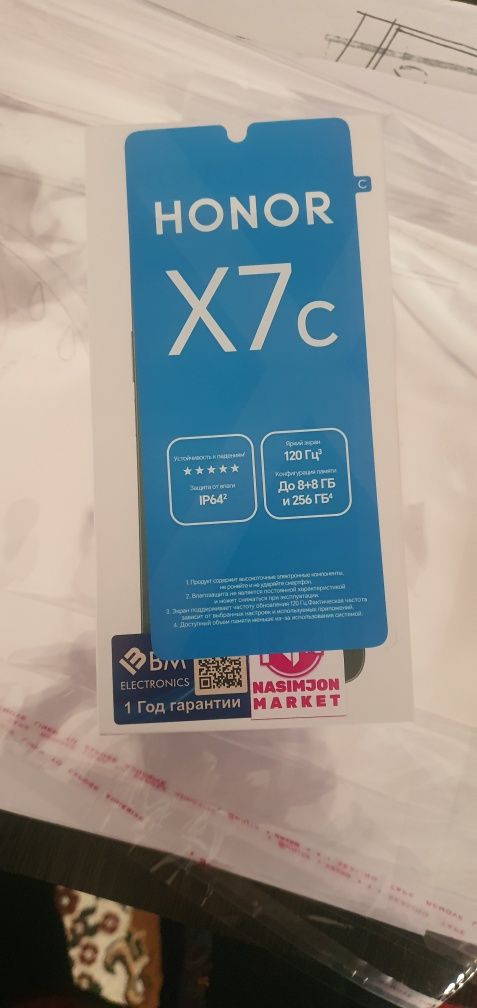 C
HONOR
X7c
Устойчивость к падениям¹
★★★★★
Защита от влаги
IP64²
Яркий экран
120 Гц³
Конфигурация памяти
До 8+8 ГБ
и 256 ГБ⁴
1. Продукт содержит высокоточные электронные компоненты,
не роняйте и не ударяйте смартфон.
2. Влагозащита не является постоянной характеристикой
и может снижаться при эксплуатации.
3. Экран поддерживает частоту обновления 120 Гц. Фактическая частота
зависит от выбранных настроек и используемых приложений.
4. Доступный объем памяти меньше из-за использования системой.
BM
ELECTRONICS
1 Год гарантии
NASIMJON
MARKET